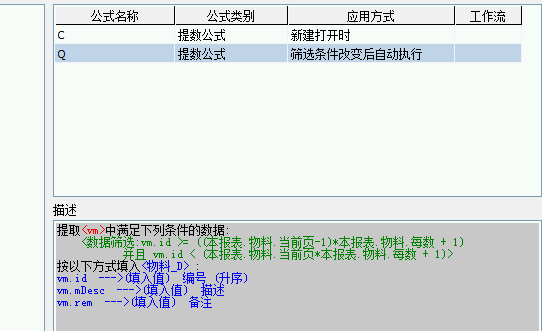 公式名称 公式类别 应用方式 工作流
C 提数公式 新建打开时
Q 提数公式 筛选条件改变后自动执行
描述
提取<vm>中满足下列条件的数据:
<数据筛选:vm.id >= ((本报表.物料.当前页-1)*本报表.物料.每数 + 1)
并且 vm.id < (本报表.物料.当前页*本报表.物料.每数 + 1)>
按以下方式填入<物料_D> :
vm.id --->(填入值) 编号 (升序)
vm.mDesc --->(填入值) 描述
vm.rem --->(填入值) 备注